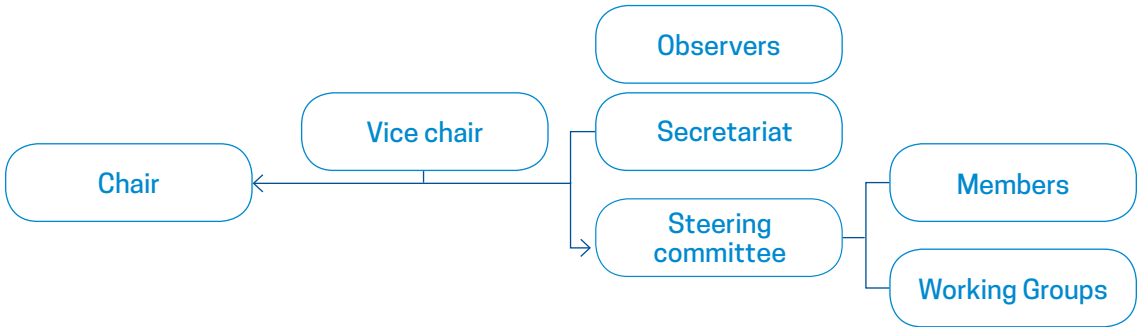 Observers
Vice chair
Secretariat
Chair
Members
Steering
committee
Working Groups